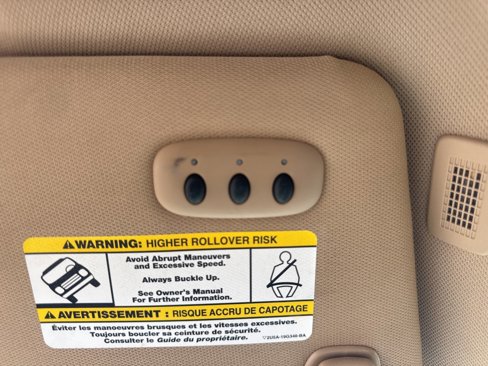 WARNING: HIGHER ROLLOVER RISK
Avoid Abrupt Maneuvers
and Excessive Speed.
Always Buckle Up.
See Owner's Manual
For Further Information.
AVERTISSEMENT : RISQUE ACCRU DE CAPOTAGE
Éviter les manoeuvres brusques et les vitesses excessives.
Toujours boucler sa ceinture de sécurité.
Consulter le Guide du propriétaire.